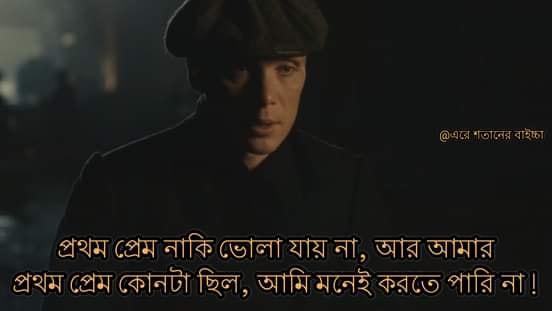 @এরে শতানের বাইচ্চা
প্রথম প্রেম নাকি ভোলা যায় না, আর আমার
প্রথম প্রেম কোনটা ছিল, আমি মনেই করতে পারি না!